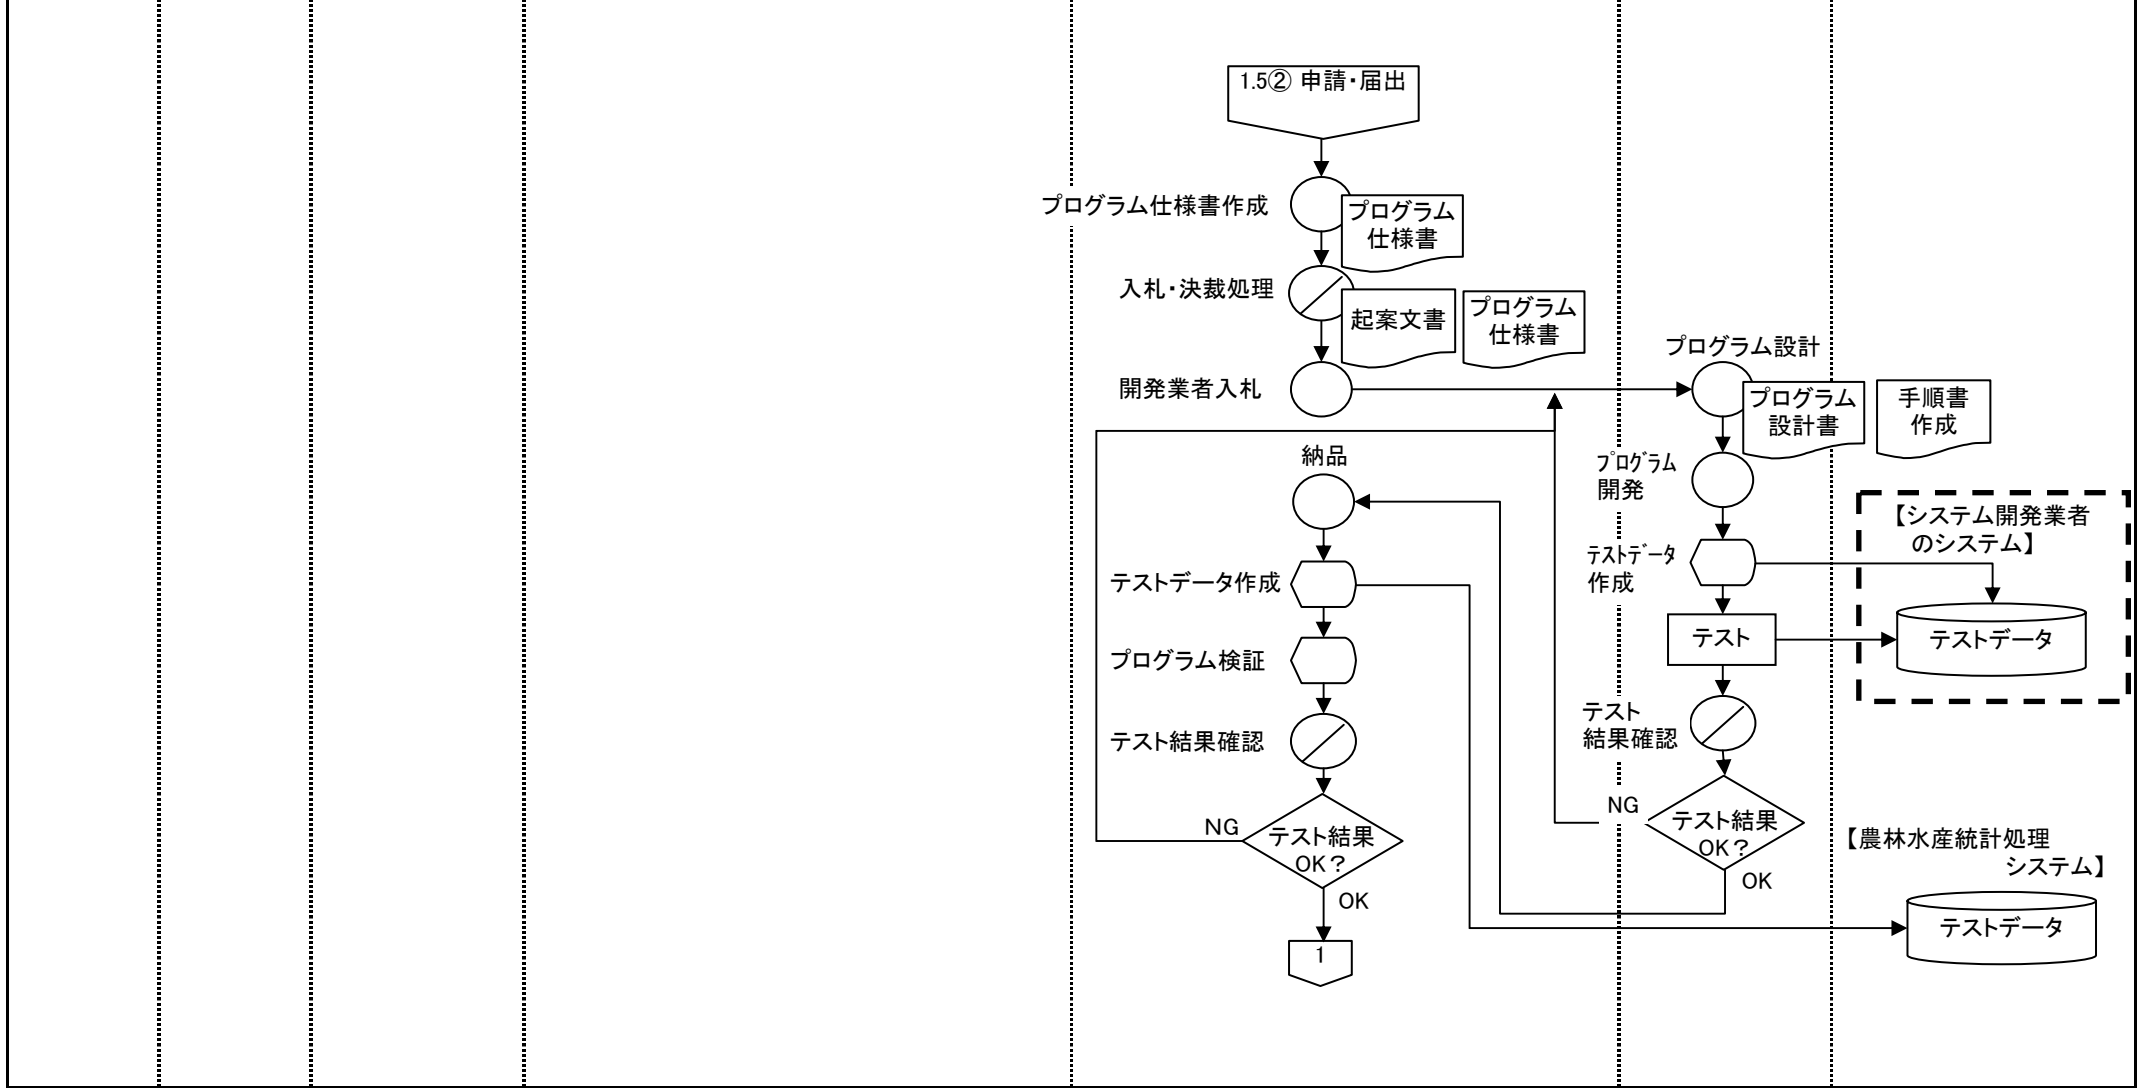 1.5② 申請・届出
プログラム仕様書作成
プログラム
仕様書
入札・決裁処理
起案文書
プログラム
仕様書
開発業者入札
プログラム設計
プログラム
設計書
手順書
作成
納品
ﾌﾟﾛｸﾞﾗﾑ
開発
【システム開発業者
のシステム】
テストデータ作成
ﾃｽﾄﾃﾞｰﾀ
作成
テスト
テストデータ
プログラム検証
テスト結果確認
テスト
結果確認
NG
テスト結果
OK？
OK
NG
テスト結果
OK？
OK
1
【農林水産統計処理
システム】
テストデータ